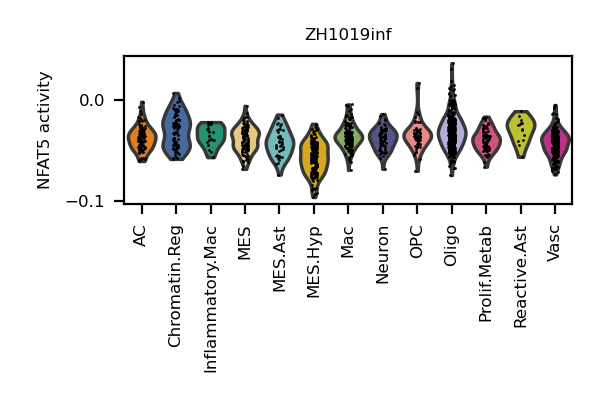 ZH1019inf
NFAT5 activity
0.0
−0.1
AC
Chromatin.Reg
Inflammatory.Mac
MES
MES.Ast
MES.Hyp
Mac
Neuron
OPC
Oligo
Prolif.Metab
Reactive.Ast
Vasc